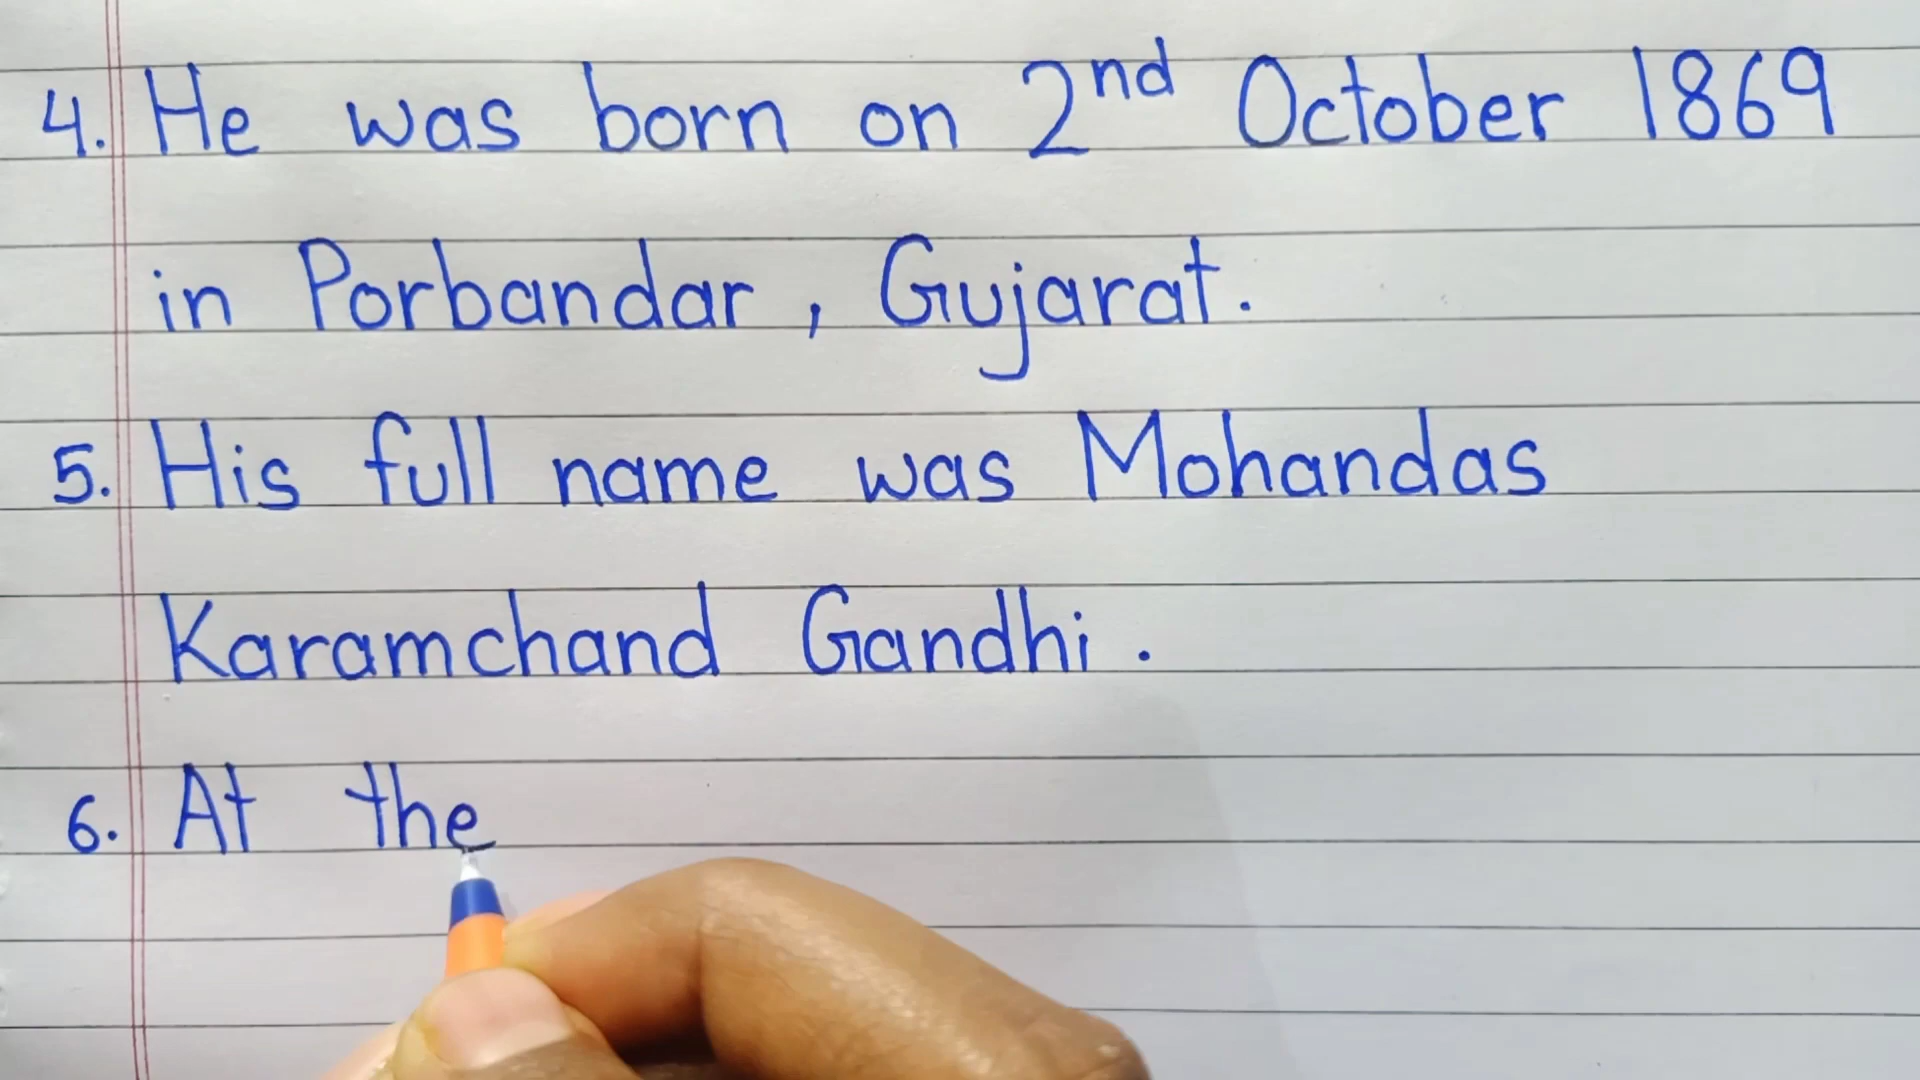 4. He was born on 2nd October 1869
in Porbandar, Gujarat.
5. His full name was Mohandas
Karamchand Gandhi.
6. At the